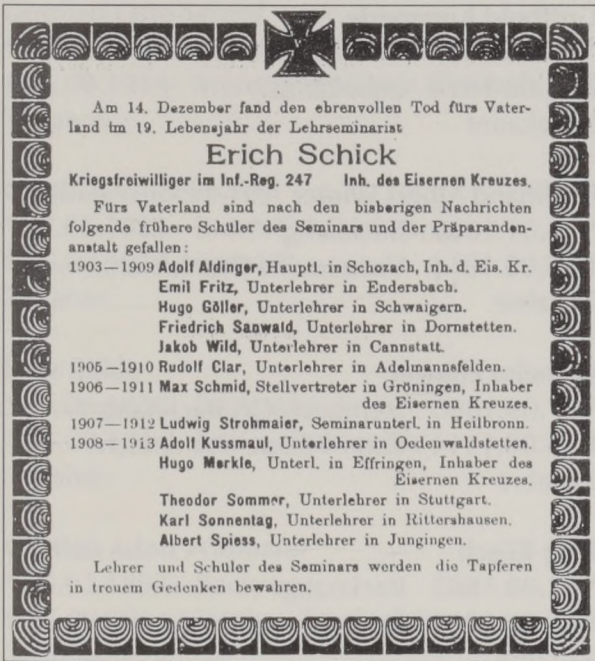 Am 14. Dezember fand den ehrenvollen Tod fürs Vater-
land im 19. Lebensjahr der Lehrseminarist
Erich Schick
Kriegsfreiwilliger im Inf.-Reg. 247 Inh. des Eisernen Kreuzes.
Fürs Vaterland sind nach den bisherigen Nachrichten
folgende frühere Schüler des Seminars und der Präparanden-
anstalt gefallen:
1903—1909 Adolf Aldinger, Hauptl. in Schozach, Inh. d. Eis. Kr.
Emil Fritz, Unterlehrer in Endersbach.
Hugo Göller, Unterlehrer in Schwaigern.
Friedrich Sanwald, Unterlehrer in Dornstetten.
Jakob Wild, Unterlehrer in Cannstatt.
1905—1910 Rudolf Clar, Unterlehrer in Adelmannsfelden.
1906—1911 Max Schmid, Stellvertreter in Gröningen, Inhaber
des Eisernen Kreuzes.
1907—1912 Ludwig Strohmaier, Seminarunterl. in Heilbronn.
1908—1913 Adolf Kussmaul, Unterlehrer in Oedenwaldstetten.
Hugo Merkle, Unterl. in Effringen, Inhaber des
Eisernen Kreuzes.
Theodor Sommer, Unterlehrer in Stuttgart.
Karl Sonnentag, Unterlehrer in Rittershausen.
Albert Spiess, Unterlehrer in Jungingen.
Lehrer und Schüler des Seminars werden die Tapferen
in treuem Gedenken bewahren.